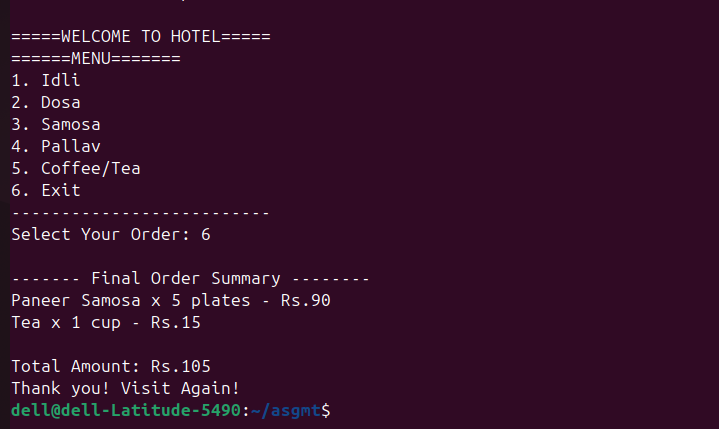 =====WELCOME TO HOTEL=====
======MENU=======
1. Idli
2. Dosa
3. Samosa
4. Pallav
5. Coffee/Tea
6. Exit
--------------------------
Select Your Order: 6
------- Final Order Summary --------
Paneer Samosa x 5 plates - Rs.90
Tea x 1 cup - Rs.15
Total Amount: Rs.105
Thank you! Visit Again!
dell@dell-Latitude-5490:~/asgmt$